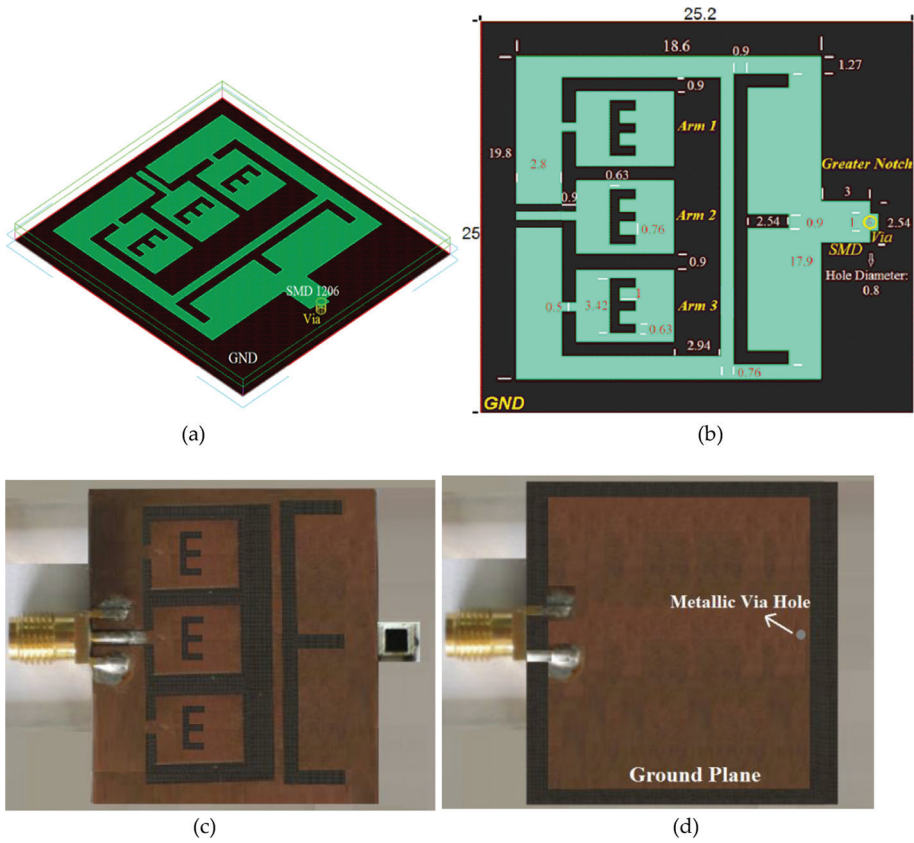 E
E
E
SMD 1206
Via
GND
(a)
25.2
18.6
0.9
1.27
0.9
E
Arm 1
19.8
2.8
Greater Notch
0.63
3
0.9
E
Arm 2
0.76
2.54
0.9
1
2.54
25
SMD
Via
0.9
17.9
Hole Diameter:
0.8
E
Arm 3
0.5
3.42
1
0.63
2.94
0.76
GND
(b)
E
E
E
(c)
Metallic Via Hole
Ground Plane
(d)